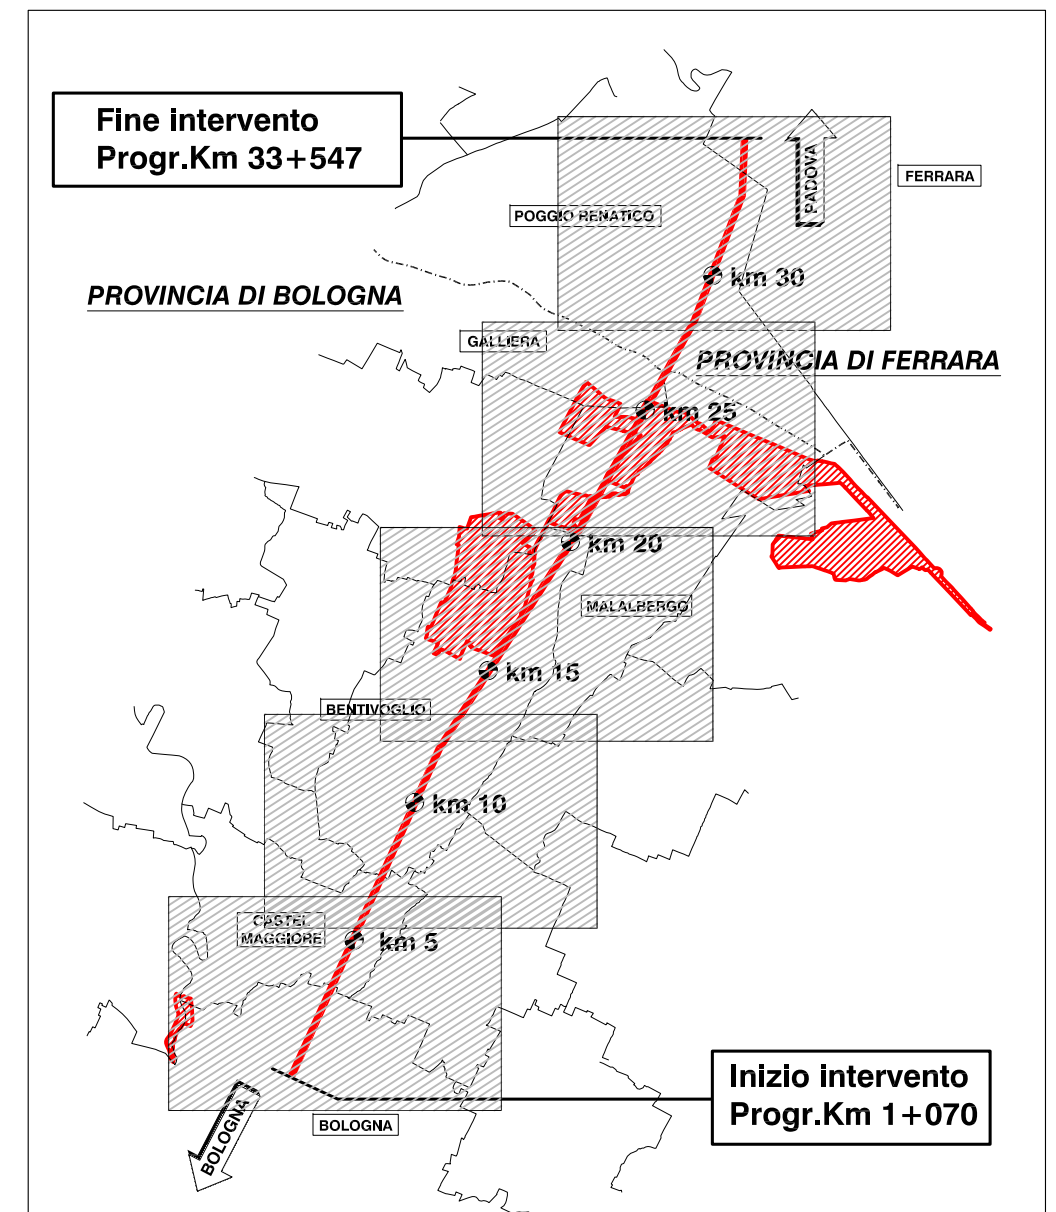 Fine intervento
Progr.Km 33+547
PADOVA
FERRARA
POGGIO RENATICO
km 30
PROVINCIA DI BOLOGNA
GALLIERA
PROVINCIA DI FERRARA
km 25
km 20
MALALBERGO
km 15
BENTIVOGLIO
km 10
CASTEL
MAGGIORE
km 5
Inizio intervento
Progr.Km 1+070
BOLOGNA
BOLOGNA